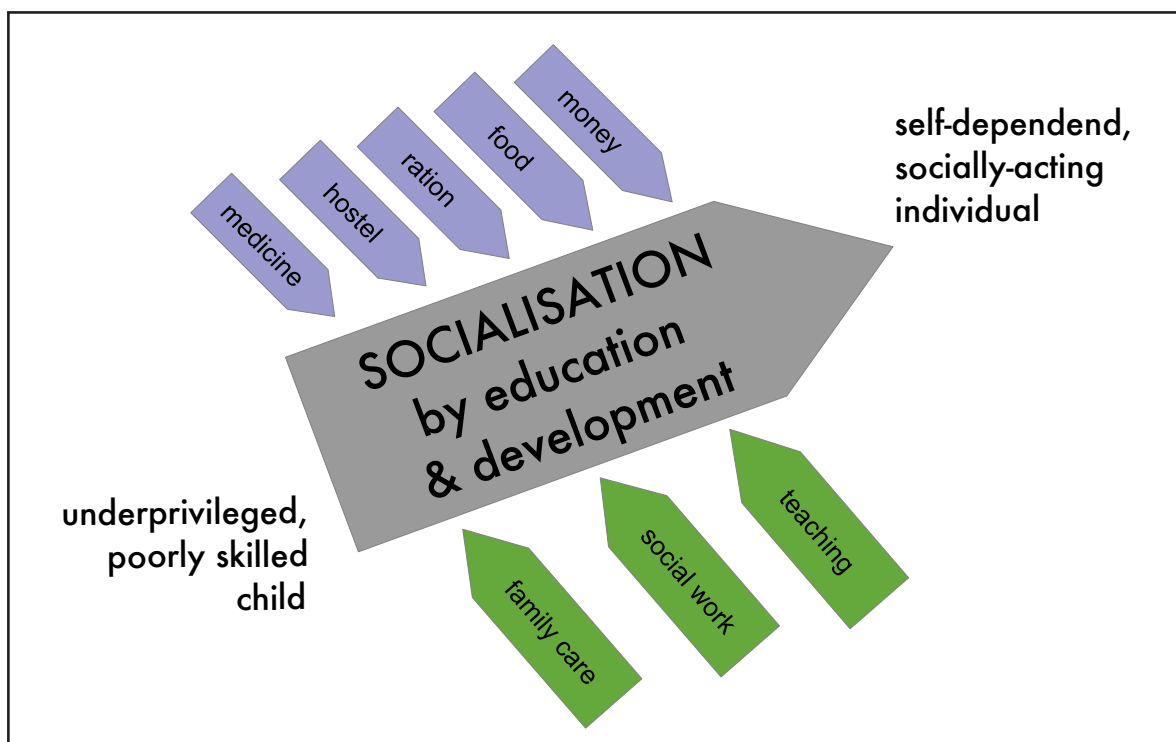 money
food
ration
hostel
medicine
self-dependend,
socially-acting
individual
SOCIALISATION
by education
& development
underprivileged,
poorly skilled
child
teaching
social work
family care